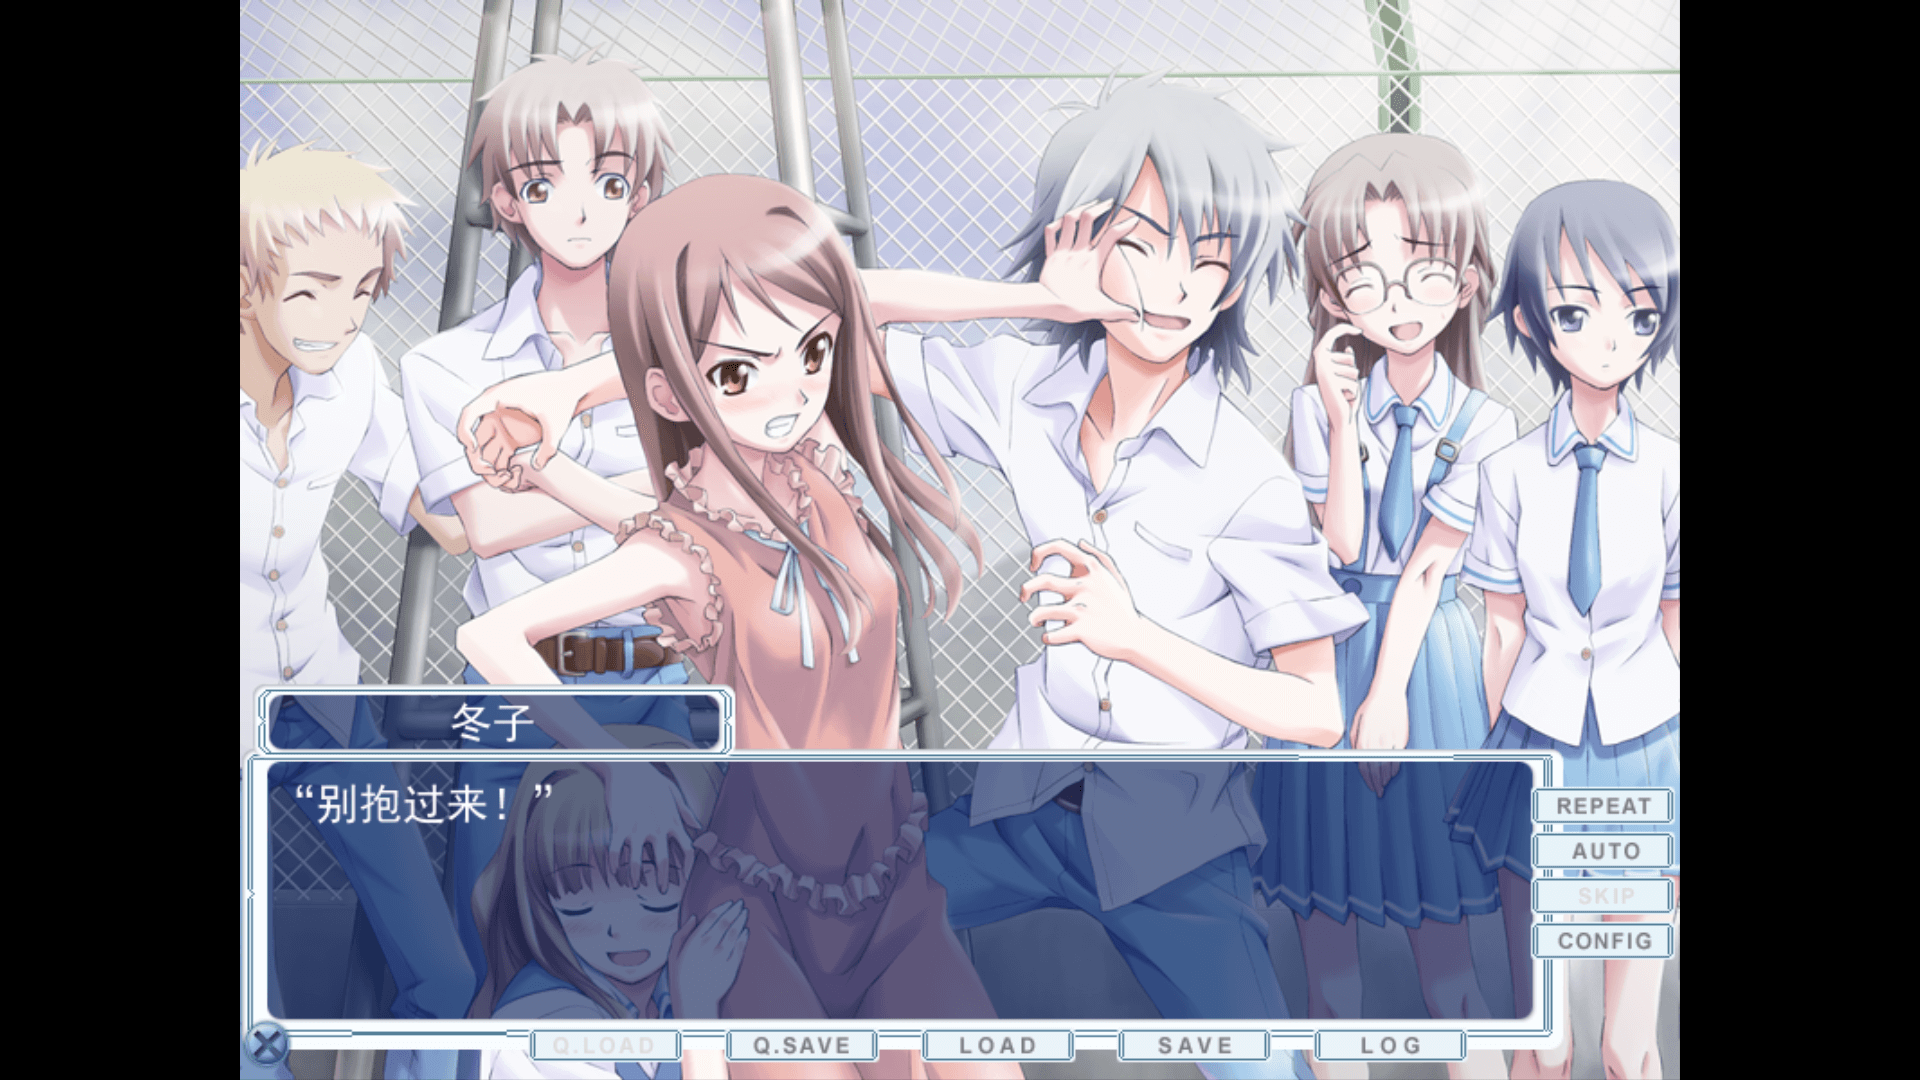 冬子
“别抱过来！”
REPEAT
AUTO
SKIP
CONFIG
Q.LOAD
Q.SAVE
LOAD
SAVE
LOG